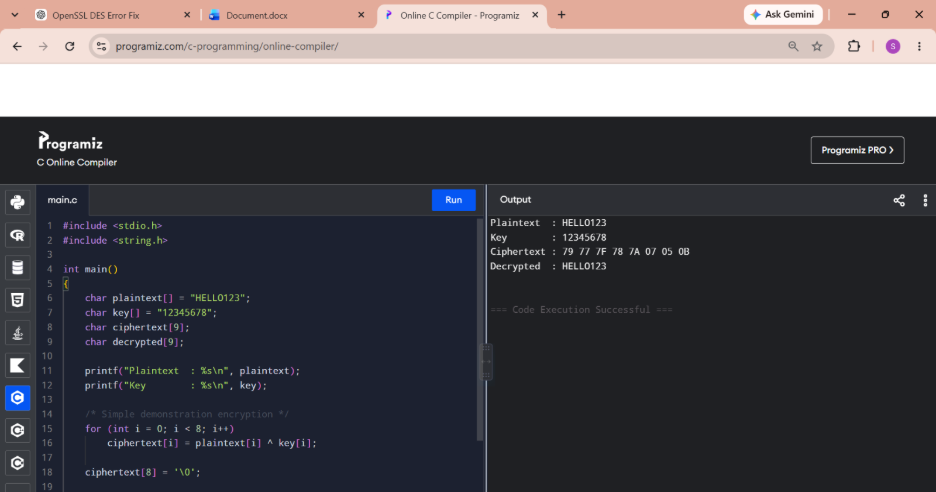 OpenSSL DES Error Fix
Document.docx
Online C Compiler - Programiz
Ask Gemini
programiz.com/c-programming/online-compiler/
S
Programiz
C Online Compiler
Programiz PRO
main.c
Run
1 #include <stdio.h>
2 #include <string.h>
3
4 int main()
5 {
6 char plaintext[] = "HELLO123";
7 char key[] = "12345678";
8 char ciphertext[9];
9 char decrypted[9];
10
11 printf("Plaintext  : %s\n", plaintext);
12 printf("Key        : %s\n", key);
13
14 /* Simple demonstration encryption */
15 for (int i = 0; i < 8; i++)
16 ciphertext[i] = plaintext[i] ^ key[i];
17
18 ciphertext[8] = '\0';
19
Output
Plaintext  : HELLO123
Key        : 12345678
Ciphertext : 79 77 7F 78 7A 07 05 0B
Decrypted  : HELLO123
=== Code Execution Successful ===